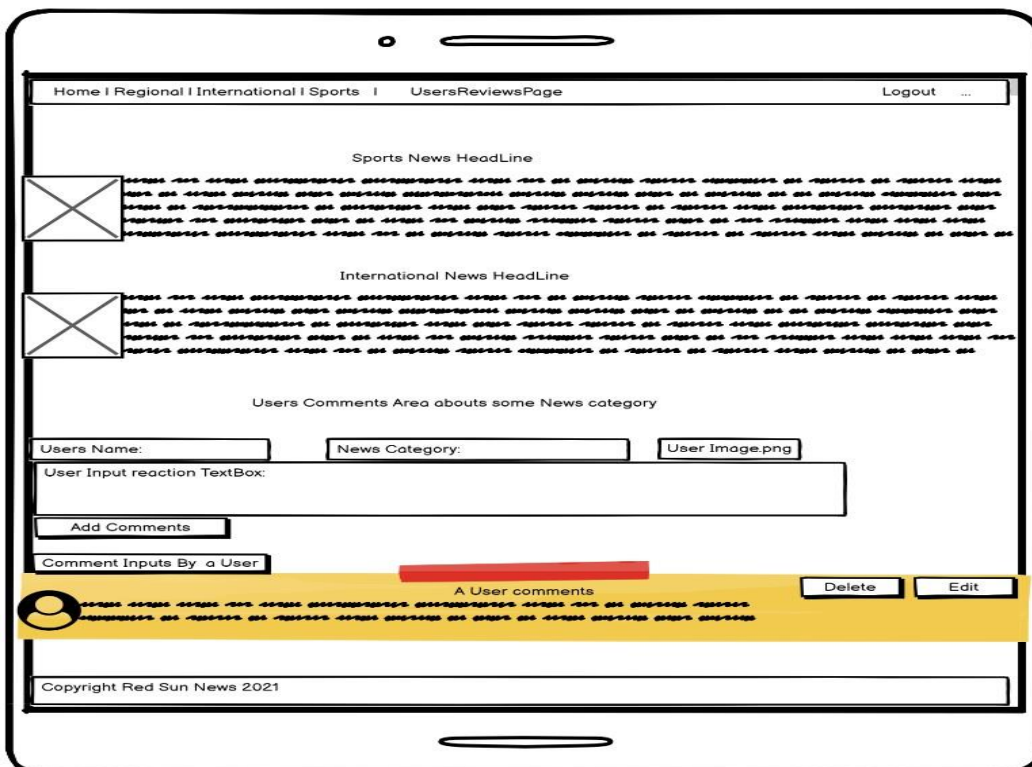 Home | Regional | International | Sports | UsersReviewsPage Logout ...
Sports News HeadLine
International News HeadLine
Users Comments Area abouts some News category
Users Name: News Category: User Image.png
User Input reaction TextBox:
Add Comments
Comment Inputs By a User
A User comments Delete Edit
Copyright Red Sun News 2021